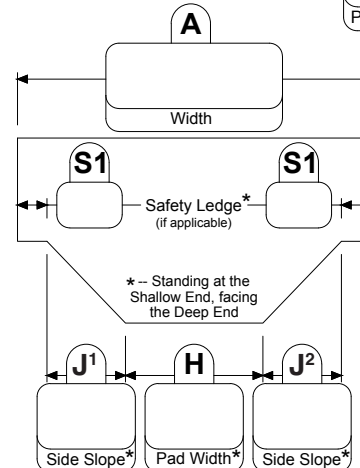 P
A
Width
S1 S1
Safety Ledge*
(if applicable)
* -- Standing at the
Shallow End, facing
the Deep End
J¹ H J²
Side Slope* Pad Width* Side Slope*